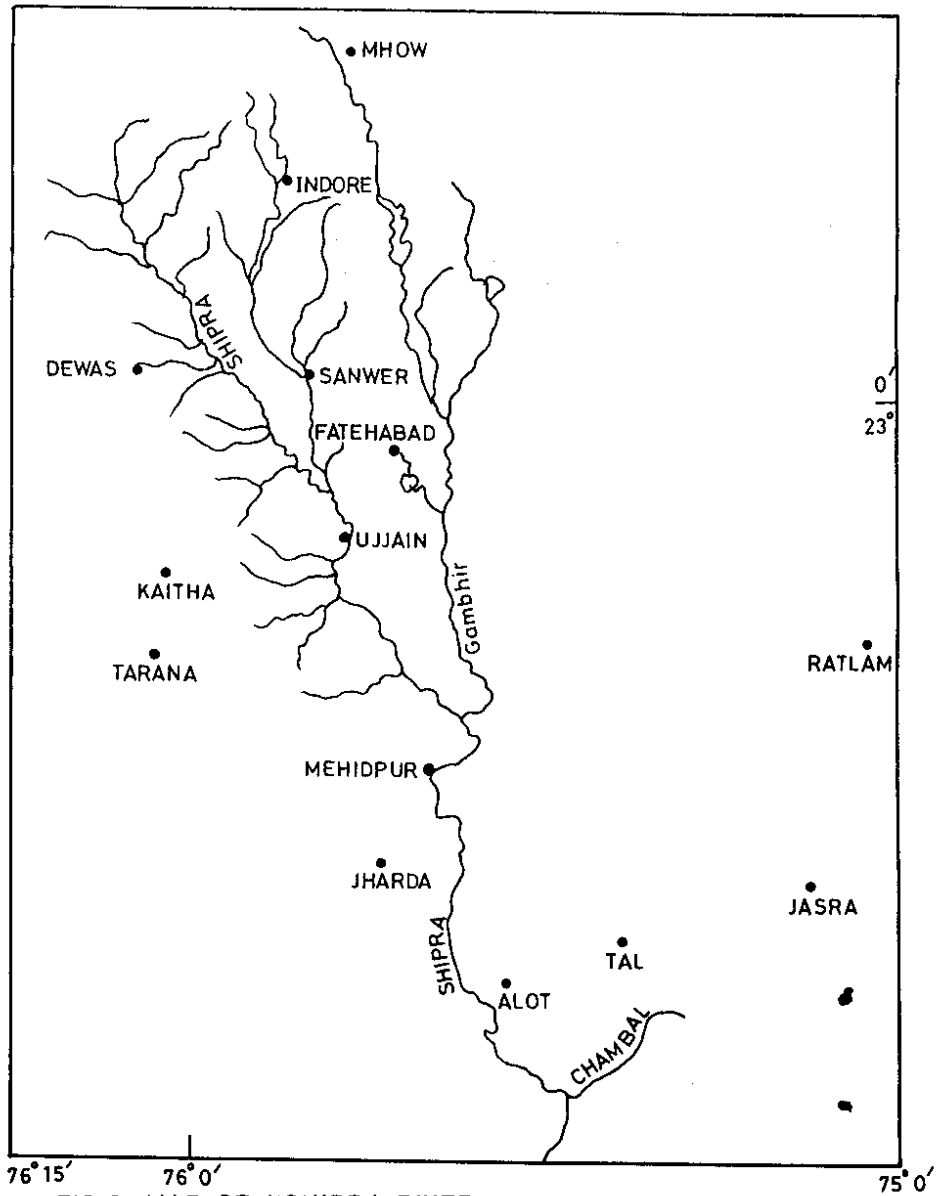 MHOW
INDORE
SHIPRA
DEWAS
SANWER
0'
23°
FATEHABAD
UJJAIN
KAITHA
Gambhir
TARANA
RATLAM
MEHIDPUR
JHARDA
JASRA
SHIPRA
TAL
ALOT
CHAMBAL
76°15'
76°0'
75°0'